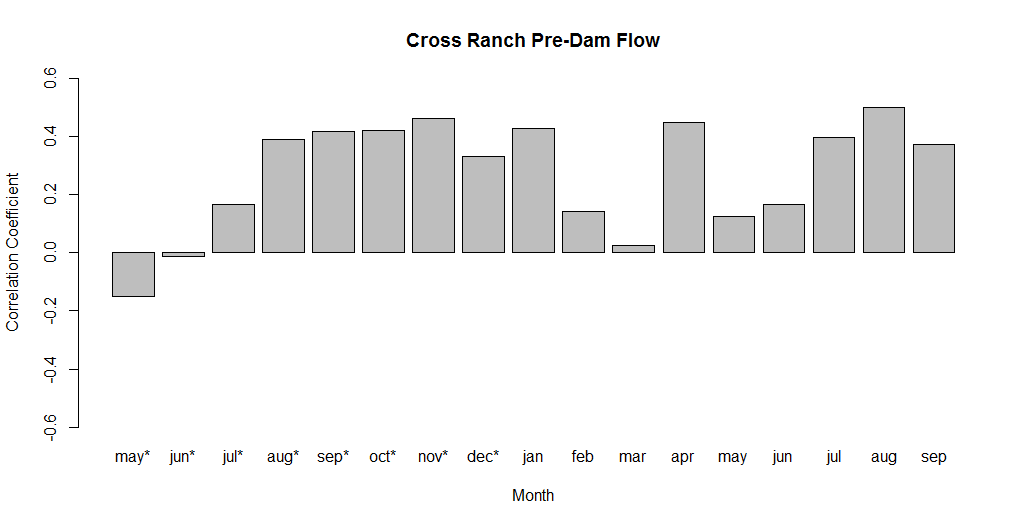 Cross Ranch Pre-Dam Flow
Correlation Coefficient
0.6
0.4
0.2
0.0
-0.2
-0.4
-0.6
may* jun* jul* aug* sep* oct* nov* dec* jan feb mar apr may jun jul aug sep
Month